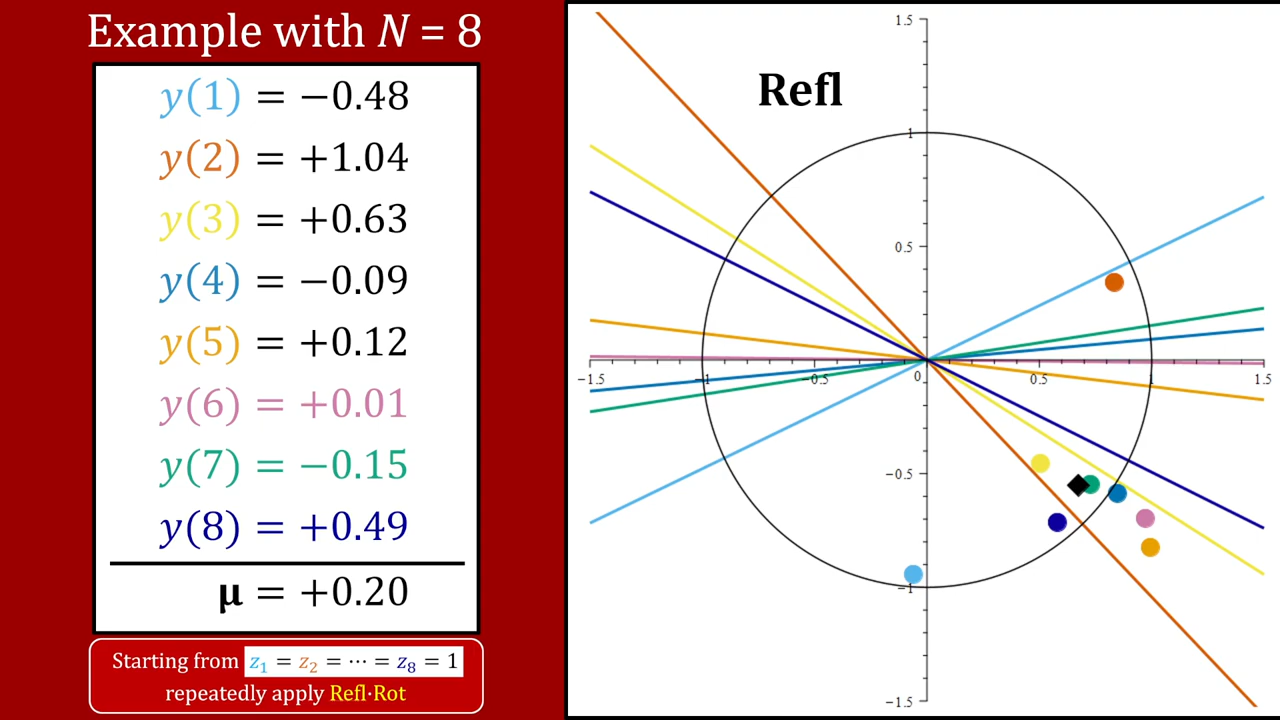 Example with N = 8
y(1) = −0.48
y(2) = +1.04
y(3) = +0.63
y(4) = −0.09
y(5) = +0.12
y(6) = +0.01
y(7) = −0.15
y(8) = +0.49
μ = +0.20
Starting from z₁ = z₂ = ⋯ = z₈ = 1
repeatedly apply Refl·Rot
Refl
1.5
1
0.5
−1.5 −1 −0.5 0 0.5 1 1.5
−0.5
−1
−1.5